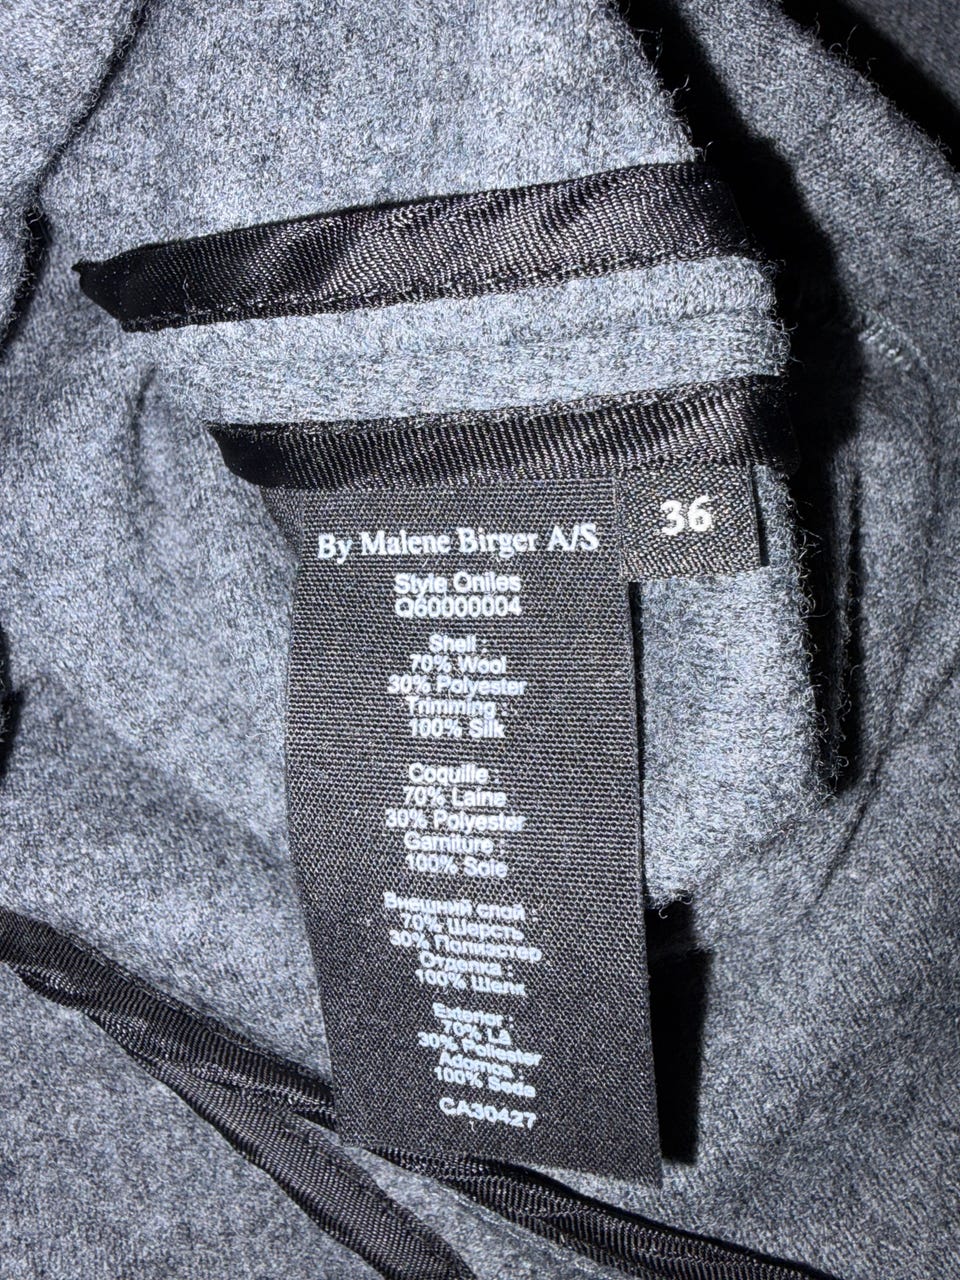 By Malene Birger A/S
36
Style Oniles
Q60000004
Shell :
70% Wool
30% Polyester
Trimming :
100% Silk
Coquille :
70% Laine
30% Polyester
Garniture :
100% Soie
Внешний слой :
70% Шерсть
30% Полиэстер
Отделка :
100% Шелк
Exterior :
70% Lã
30% Poliester
Adornos :
100% Seda
CA30427